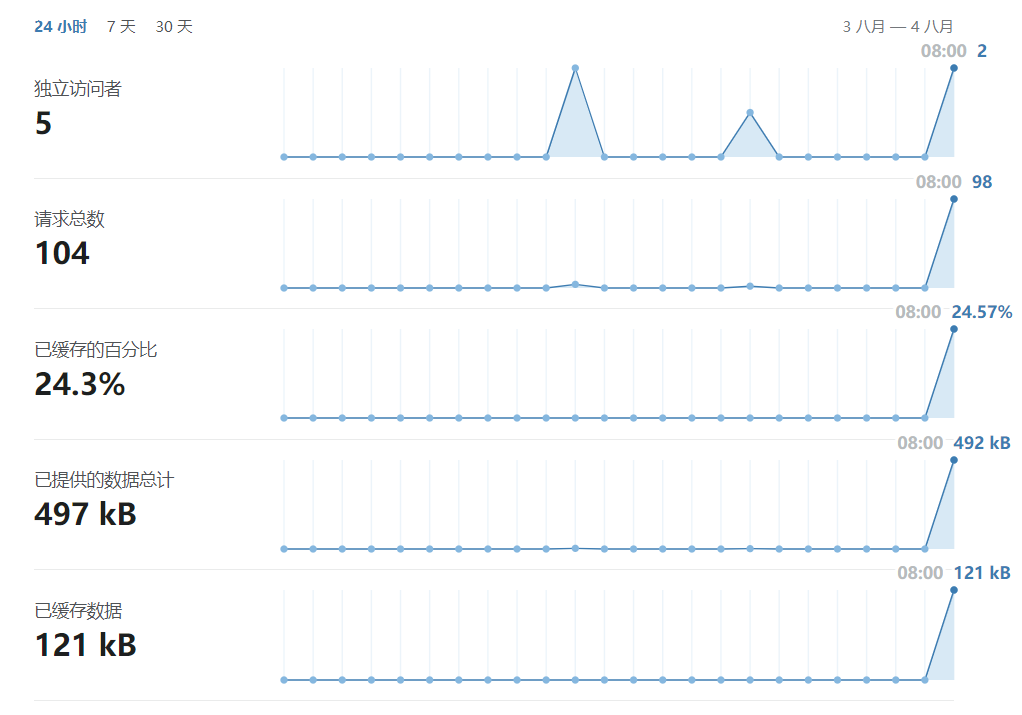 24 小时 7 天 30 天 3 八月 — 4 八月
08:00 2
独立访问者
5
08:00 98
请求总数
104
08:00 24.57%
已缓存的百分比
24.3%
08:00 492 kB
已提供的数据总计
497 kB
08:00 121 kB
已缓存数据
121 kB